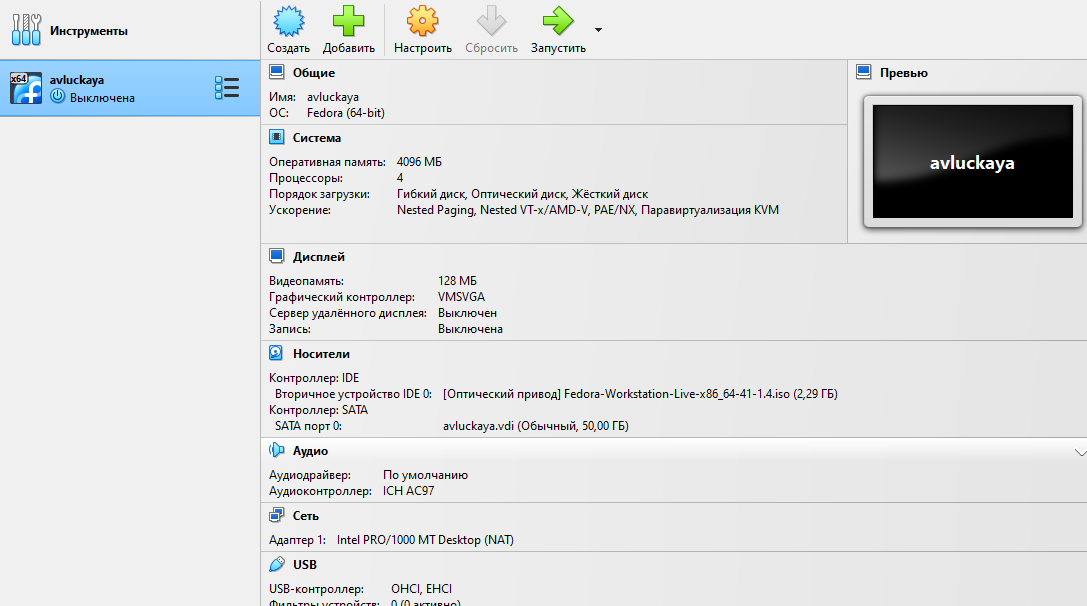 Инструменты
Создать Добавить Настроить Сбросить Запустить
x64 avluckaya
Выключена
Общие
Имя: avluckaya
ОС: Fedora (64-bit)
Превью
avluckaya
Система
Оперативная память: 4096 МБ
Процессоры: 4
Порядок загрузки: Гибкий диск, Оптический диск, Жёсткий диск
Ускорение: Nested Paging, Nested VT-x/AMD-V, PAE/NX, Паравиртуализация KVM
Дисплей
Видеопамять: 128 МБ
Графический контроллер: VMSVGA
Сервер удалённого дисплея: Выключен
Запись: Выключена
Носители
Контроллер: IDE
Вторичное устройство IDE 0: [Оптический привод] Fedora-Workstation-Live-x86_64-41-1.4.iso (2,29 ГБ)
Контроллер: SATA
SATA порт 0: avluckaya.vdi (Обычный, 50,00 ГБ)
Аудио
Аудиодрайвер: По умолчанию
Аудиоконтроллер: ICH AC97
Сеть
Адаптер 1: Intel PRO/1000 MT Desktop (NAT)
USB
USB-контроллер: OHCI, EHCI
Фильтры устройств: 0 (0 активно)